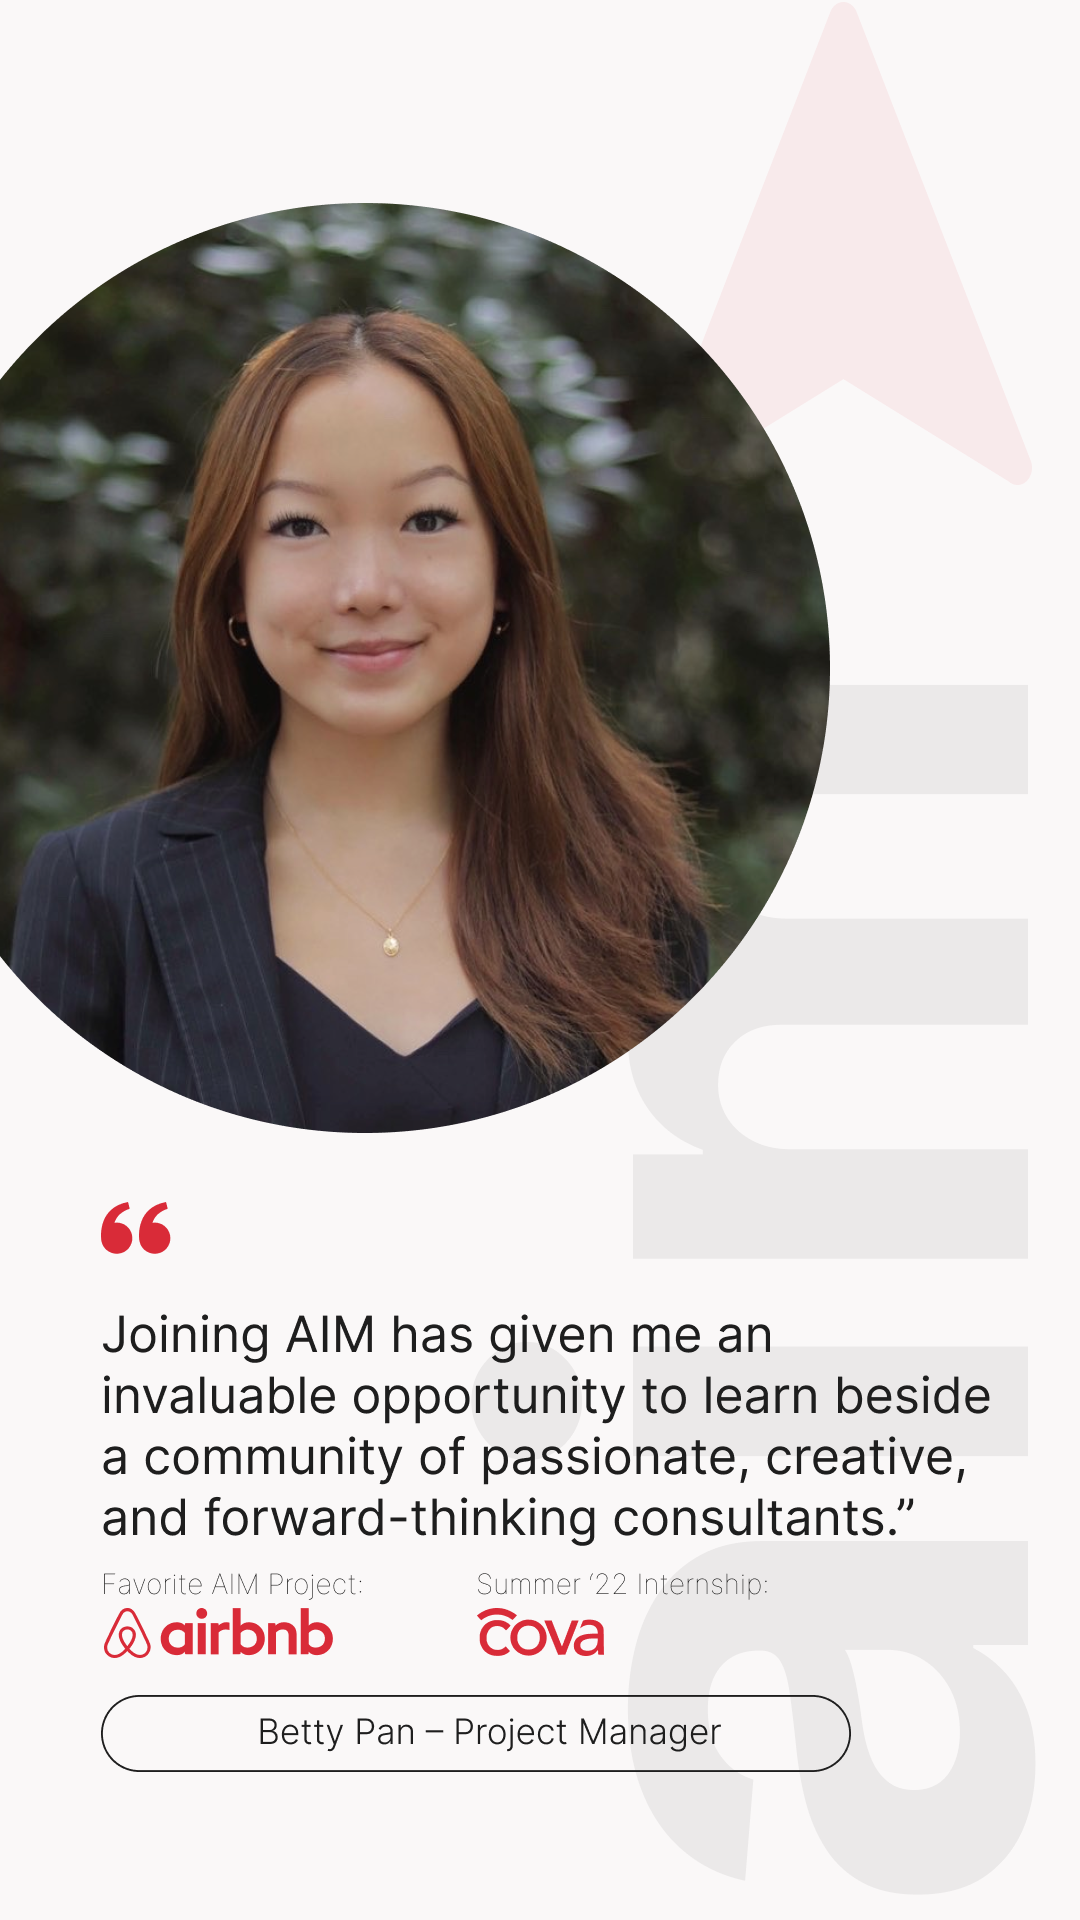 “
Joining AIM has given me an
invaluable opportunity to learn beside
a community of passionate, creative,
and forward-thinking consultants.”
Favorite AIM Project:
airbnb
Summer ‘22 Internship:
cova
Betty Pan – Project Manager
aim